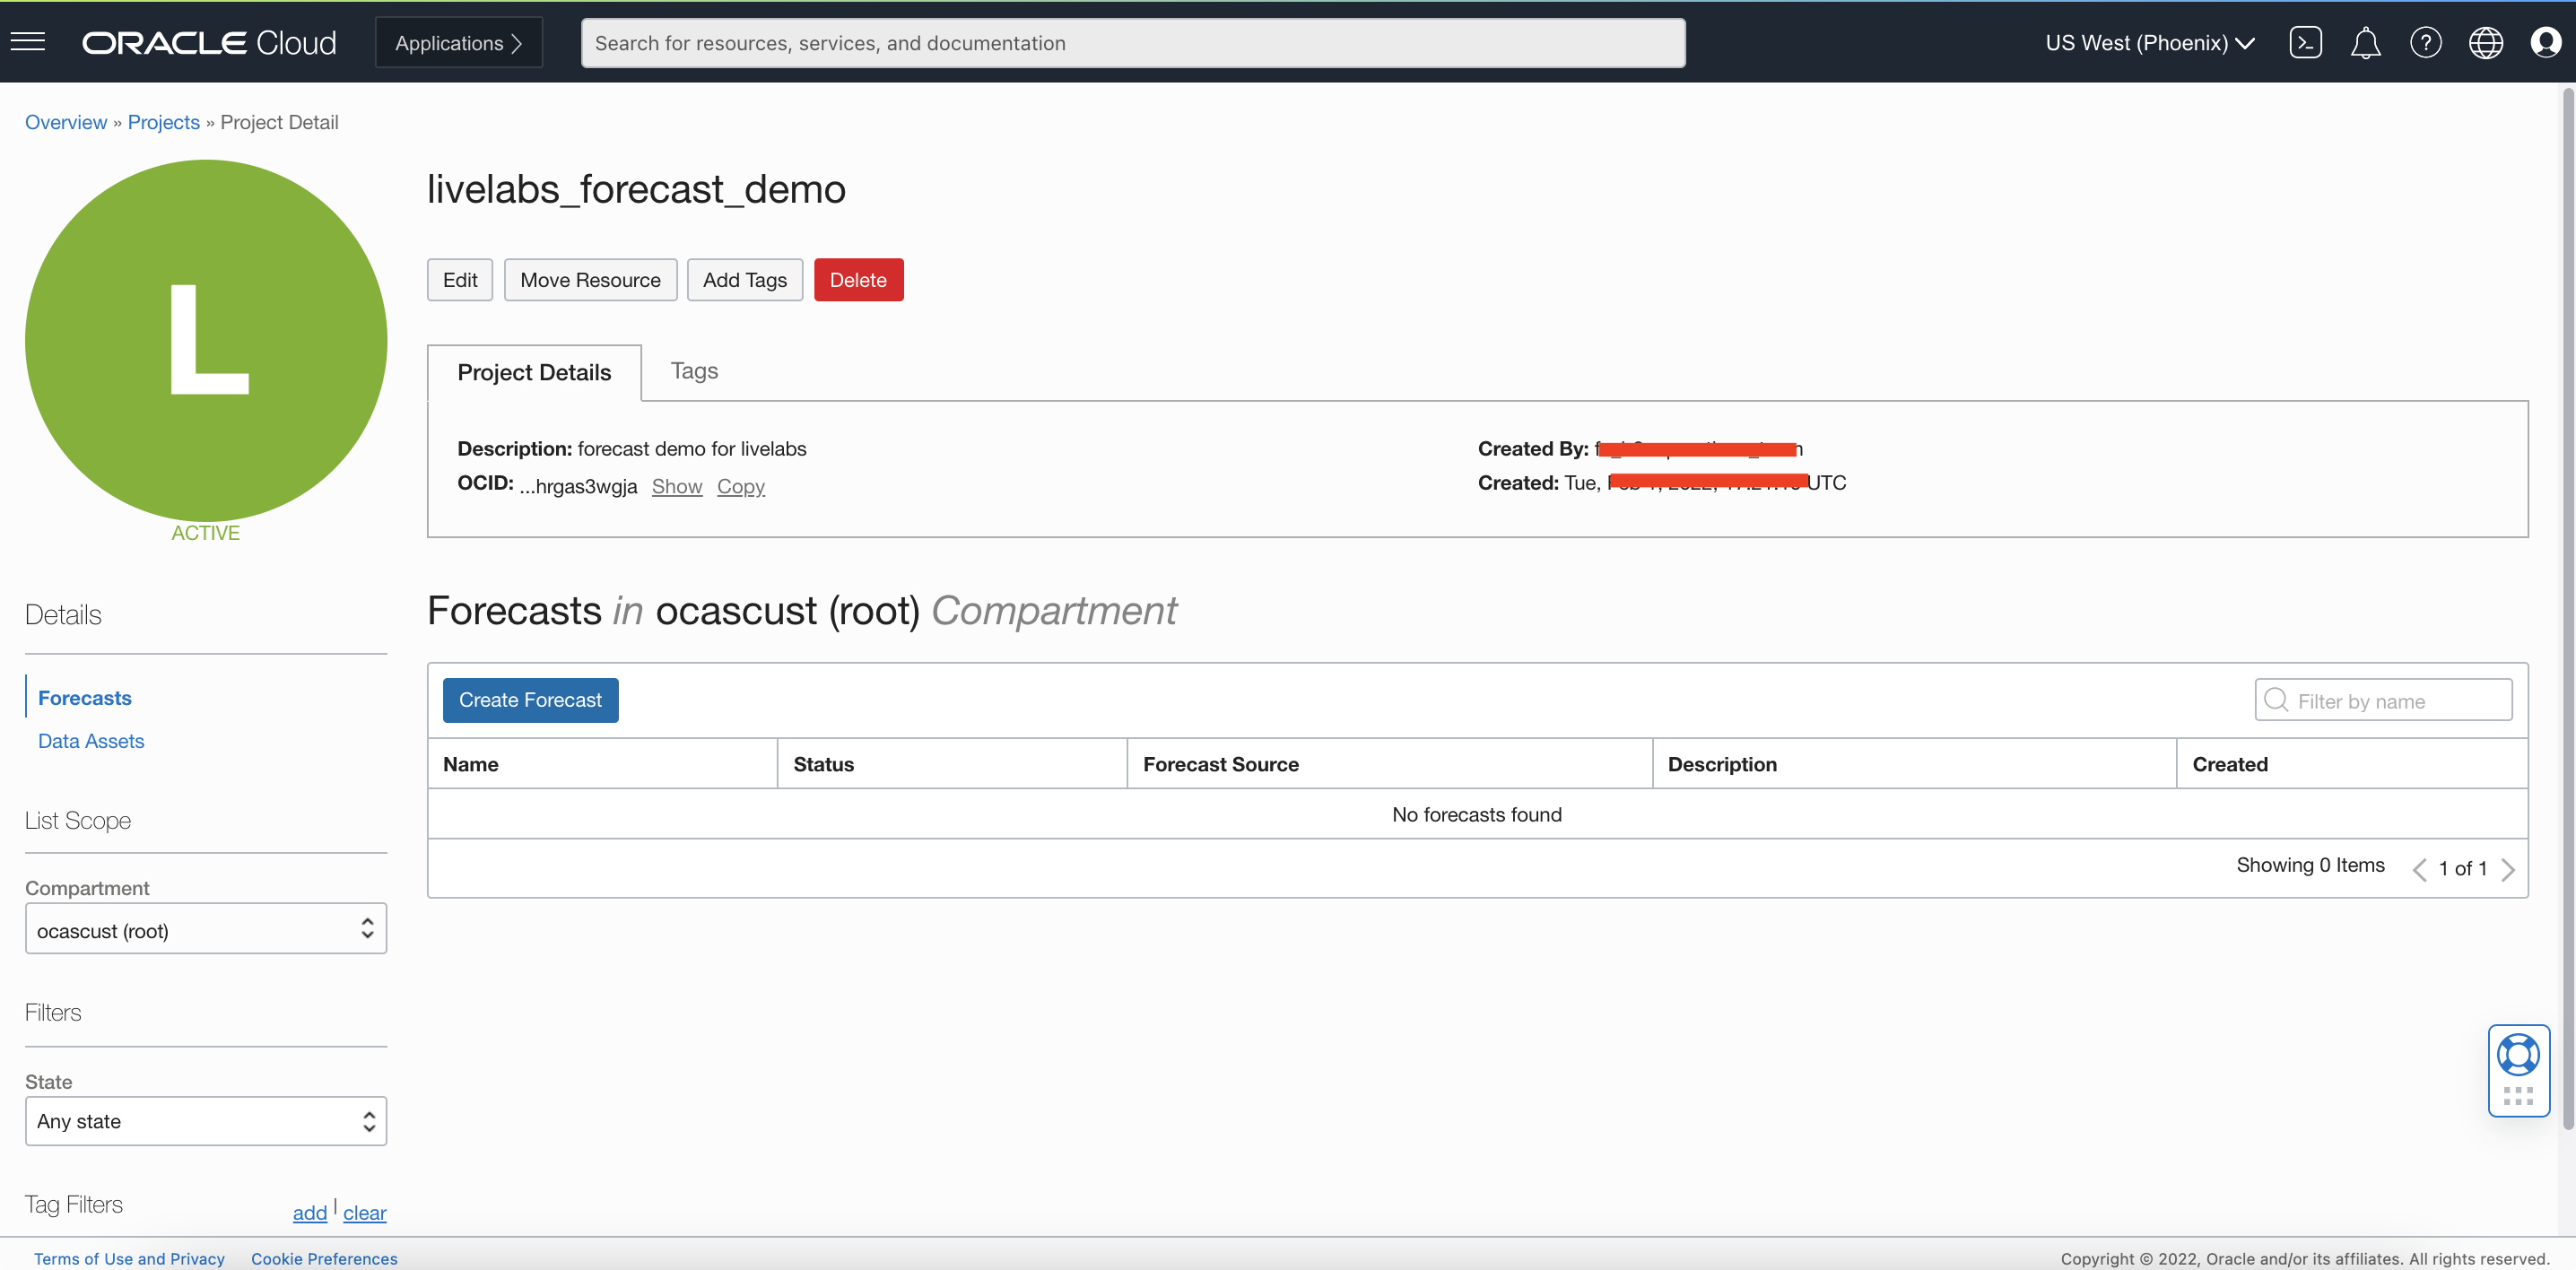 ORACLE Cloud
Applications
Search for resources, services, and documentation
US West (Phoenix)
Overview » Projects » Project Detail
L
ACTIVE
livelabs_forecast_demo
Edit
Move Resource
Add Tags
Delete
Project Details
Tags
Description: forecast demo for livelabs
OCID: ...hrgas3wgja Show Copy
Created By:
Created: Tue, UTC
Details
Forecasts
Data Assets
List Scope
Compartment
ocascust (root)
Filters
State
Any state
Tag Filters
add | clear
Forecasts in ocascust (root) Compartment
Create Forecast
Filter by name
Name Status Forecast Source Description Created
No forecasts found
Showing 0 Items
1 of 1
Terms of Use and Privacy
Cookie Preferences
Copyright © 2022, Oracle and/or its affiliates. All rights reserved.